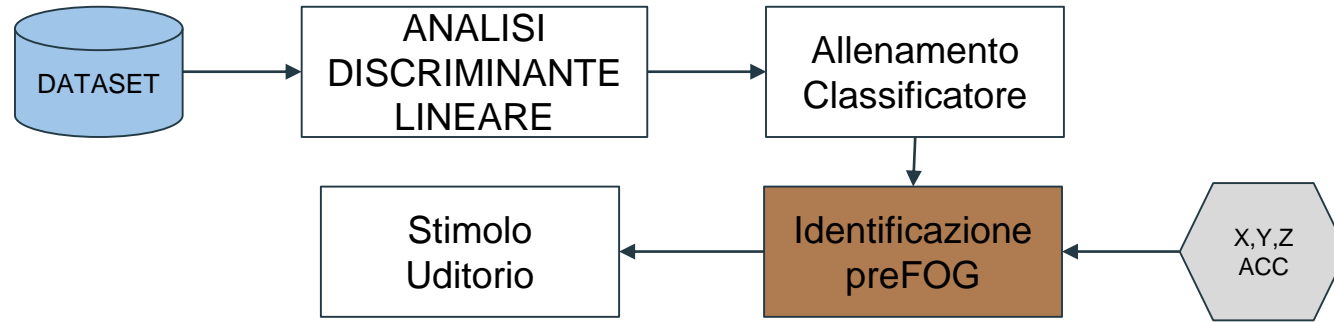 DATASET
ANALISI
DISCRIMINANTE
LINEARE
Allenamento
Classificatore
Stimolo
Uditorio
Identificazione
preFOG
X,Y,Z
ACC